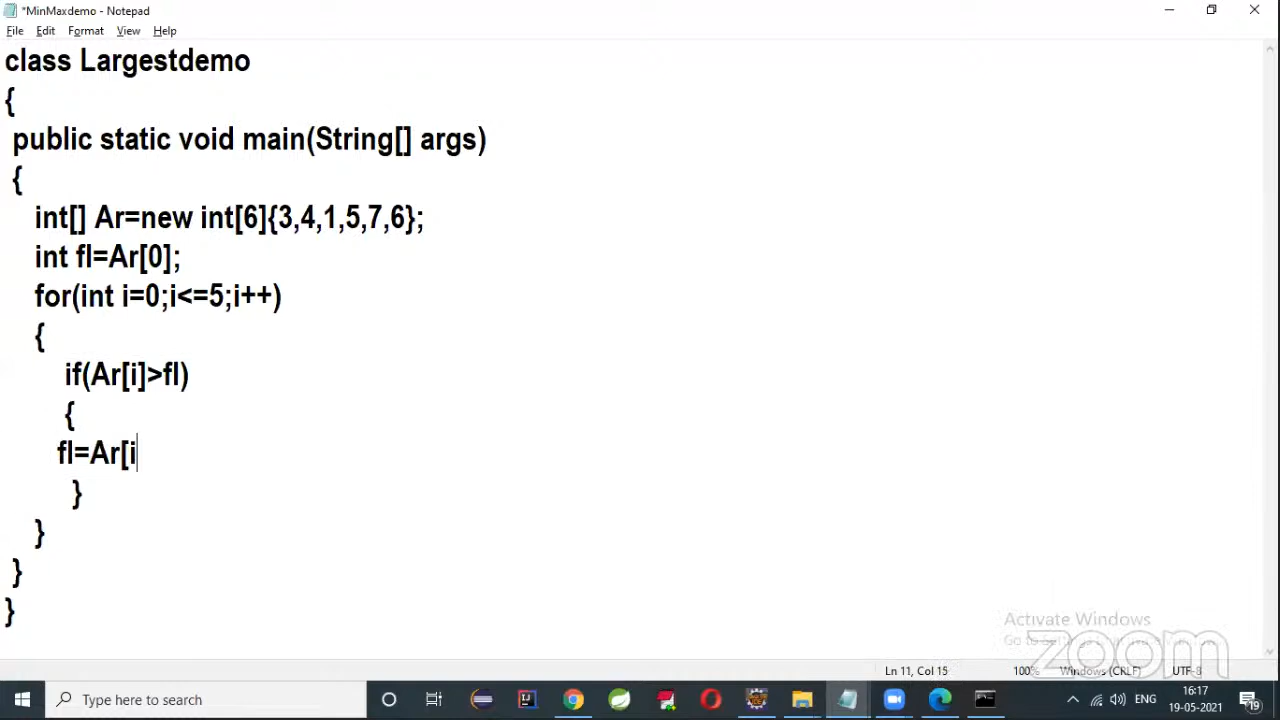 *MinMaxdemo - Notepad
File Edit Format View Help
class Largestdemo
{
public static void main(String[] args)
{
int[] Ar=new int[6]{3,4,1,5,7,6};
int fl=Ar[0];
for(int i=0;i<=5;i++)
{
if(Ar[i]>fl)
{
fl=Ar[i
}
}
}
}
Activate Windows
zoom
Ln 11, Col 15 100% Windows (CRLF) UTF-8
Type here to search
ENG
16:17
19-05-2021
19